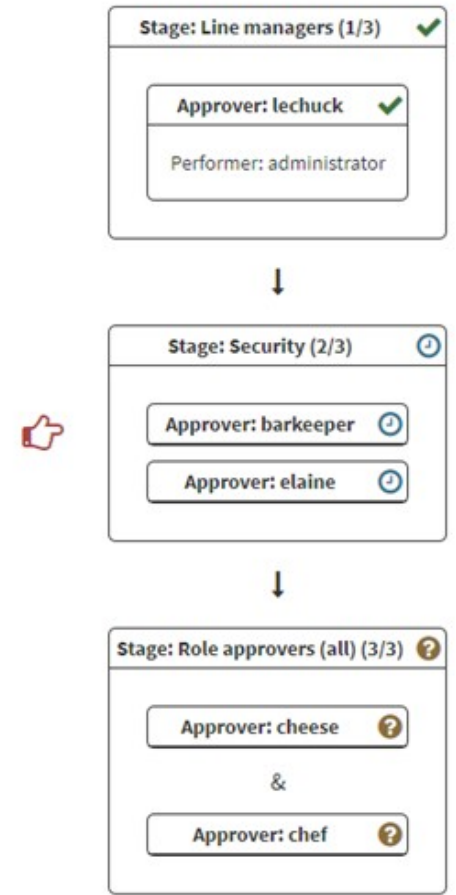 Stage: Line managers (1/3)
Approver: lechuck
Performer: administrator
Stage: Security (2/3)
Approver: barkeeper
Approver: elaine
Stage: Role approvers (all) (3/3)
Approver: cheese
&
Approver: chef